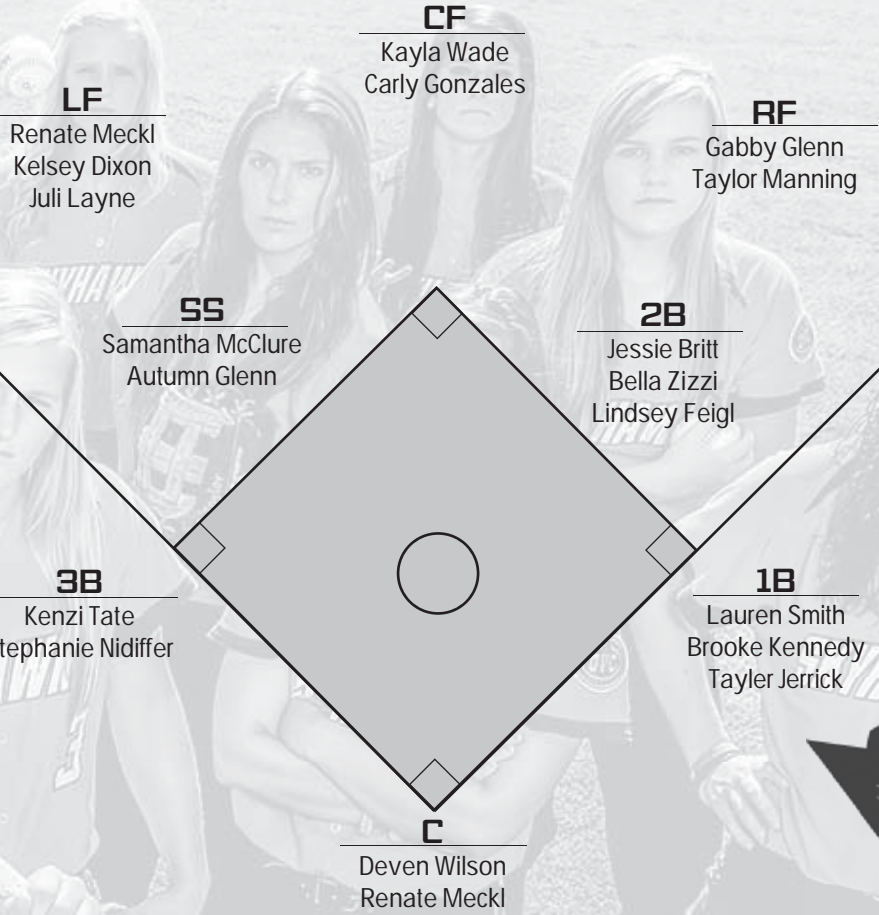 CF
Kayla Wade
Carly Gonzales
LF
Renate Meckl
Kelsey Dixon
Juli Layne
RF
Gabby Glenn
Taylor Manning
SS
Samantha McClure
Autumn Glenn
2B
Jessie Britt
Bella Zizzi
Lindsey Feigl
3B
Kenzi Tate
tephanie Nidiffer
1B
Lauren Smith
Brooke Kennedy
Tayler Jerrick
C
Deven Wilson
Renate Meckl